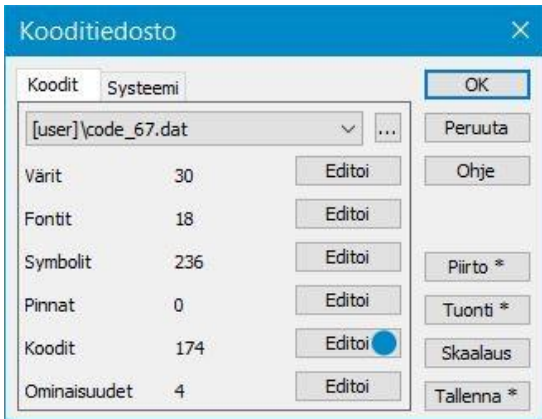 Kooditiedosto
Koodit Systeemi
[user]\code_67.dat ...
Värit 30 Editoi
Fontit 18 Editoi
Symbolit 236 Editoi
Pinnat 0 Editoi
Koodit 174 Editoi
Ominaisuudet 4 Editoi
OK
Peruuta
Ohje
Piirto *
Tuonti *
Skaalaus
Tallenna *